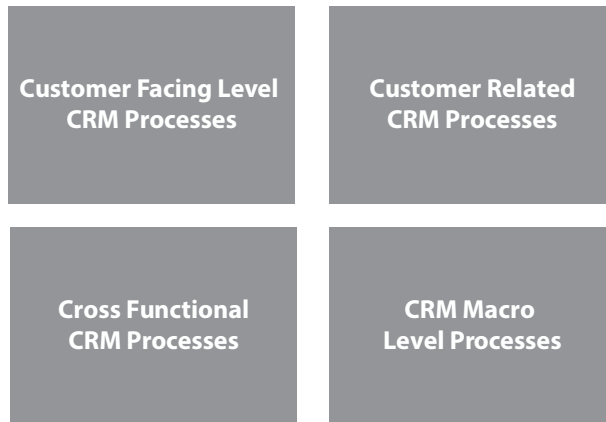 Customer Facing Level
CRM Processes
Customer Related
CRM Processes
Cross Functional
CRM Processes
CRM Macro
Level Processes